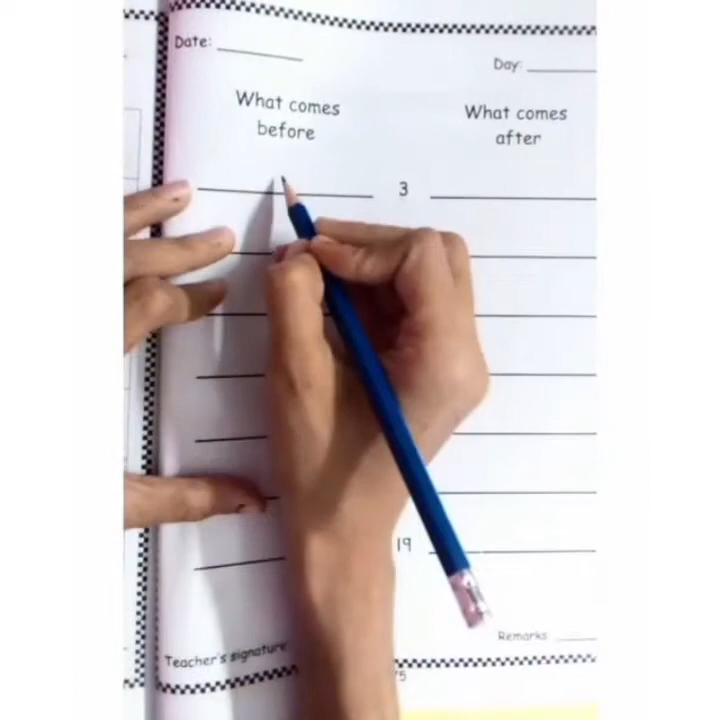 Date:
Day:
What comes
before
What comes
after
3
19
Teacher's signature
Remarks